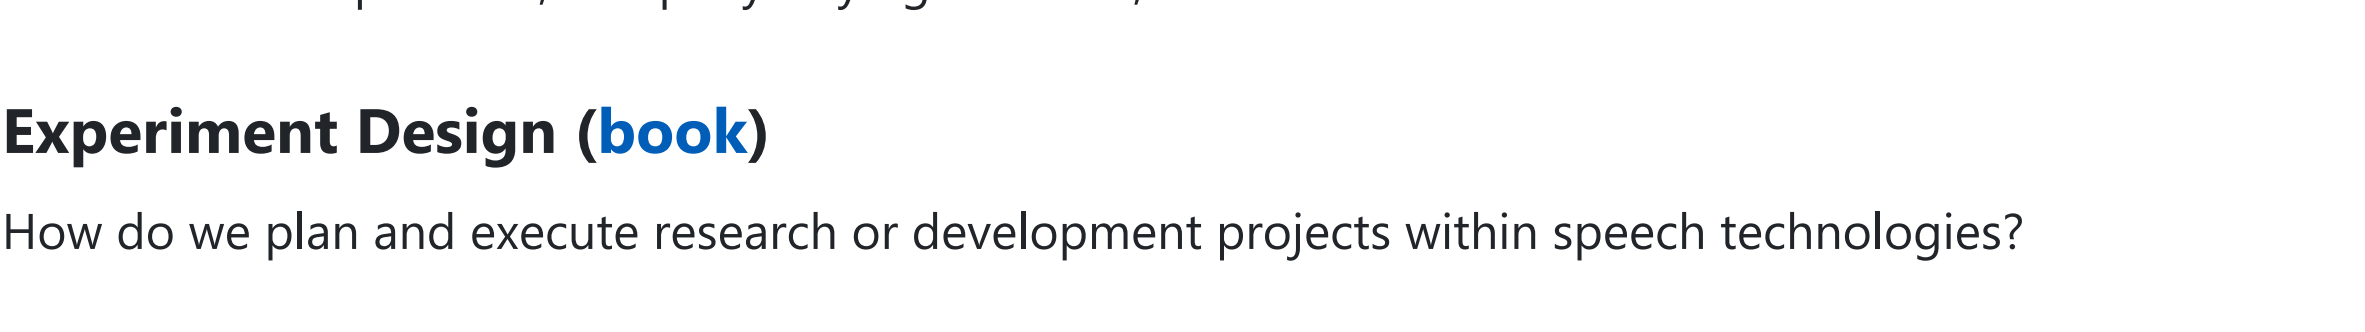 Experiment Design (book)
How do we plan and execute research or development projects within speech technologies?